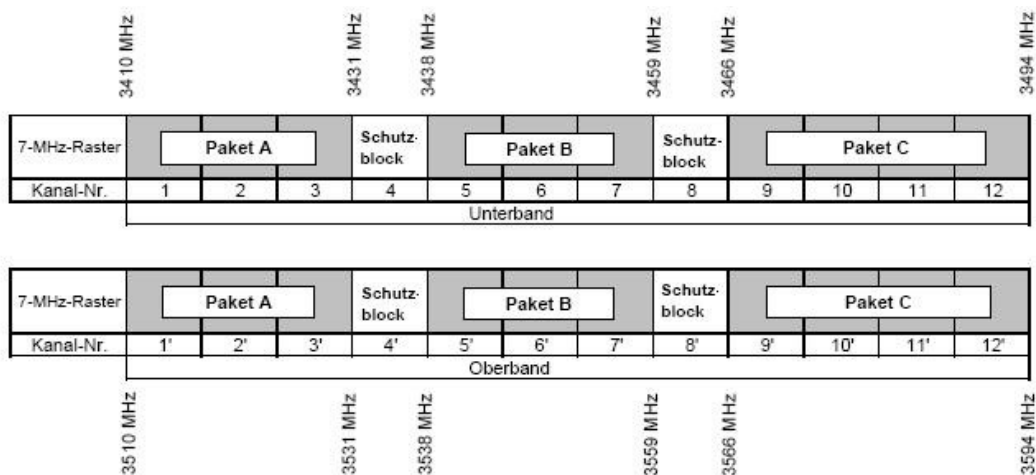 3410 MHz 3431 MHz 3438 MHz 3459 MHz 3466 MHz 3494 MHz
7-MHz-Raster Paket A Schutz-block Paket B Schutz-block Paket C
Kanal-Nr. 1 2 3 4 5 6 7 8 9 10 11 12
Unterband
7-MHz-Raster Paket A Schutz-block Paket B Schutz-block Paket C
Kanal-Nr. 1' 2' 3' 4' 5' 6' 7' 8' 9' 10' 11' 12'
Oberband
3510 MHz 3531 MHz 3538 MHz 3559 MHz 3566 MHz 3594 MHz